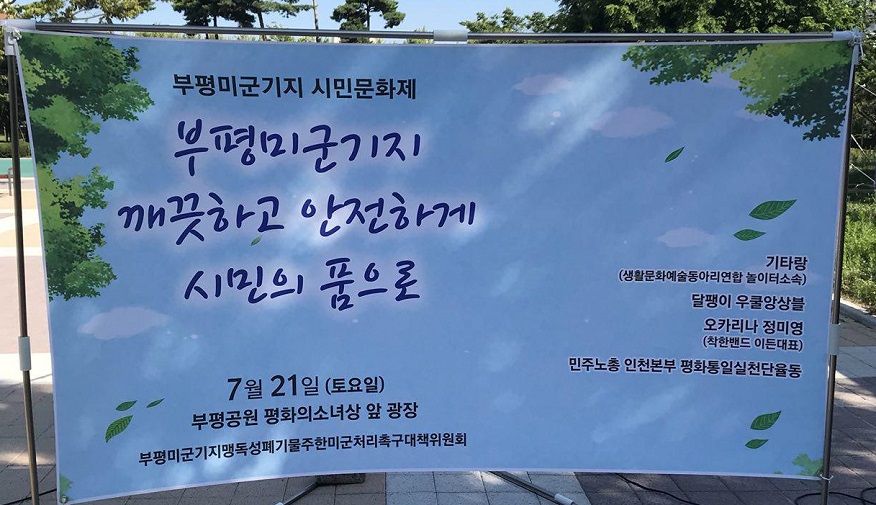 부평미군기지 시민문화제
부평미군기지
깨끗하고 안전하게
시민의 품으로
7월 21일 (토요일)
부평공원 평화의소녀상 앞 광장
부평미군기지맹독성폐기물주한미군처리촉구대책위원회
기타랑
(생활문화예술동아리연합 놀이터소속)
달팽이 우쿨앙상블
오카리나 정미영
(착한밴드 이든대표)
민주노총 인천본부 평화통일실천단율동